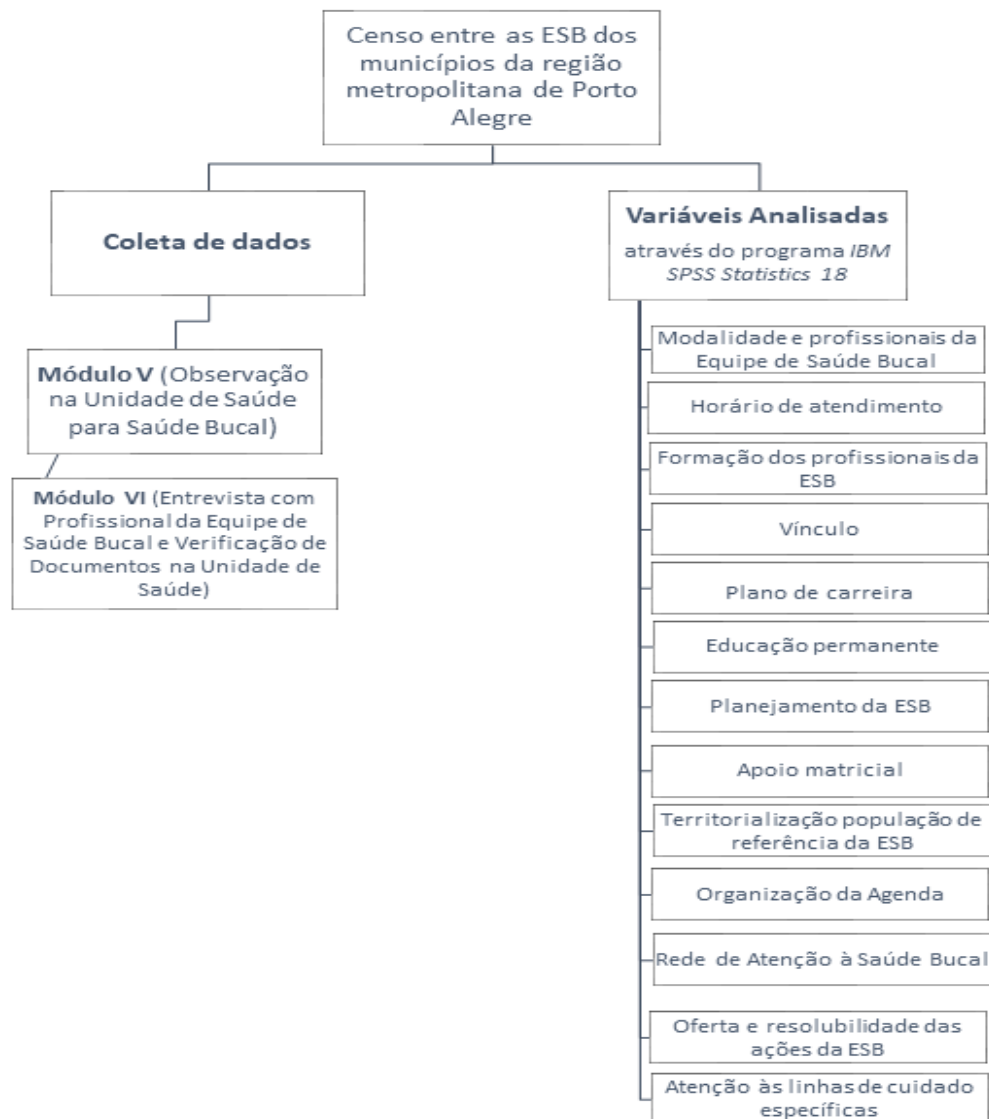 Censo entre as ESB dos
municípios da região
metropolitana de Porto
Alegre
Coleta de dados
Módulo V (Observação
na Unidade de Saúde
para Saúde Bucal)
Módulo VI (Entrevista com
Profissional da Equipe de
Saúde Bucal e Verificação de
Documentos na Unidade de
Saúde)
Variáveis Analisadas
através do programa IBM
SPSS Statistics 18
Modalidade e profissionais da
Equipe de Saúde Bucal
Horário de atendimento
Formação dos profissionais da
ESB
Vínculo
Plano de carreira
Educação permanente
Planejamento da ESB
Apoio matricial
Territorialização população de
referência da ESB
Organização da Agenda
Rede de Atenção à Saúde Bucal
Oferta e resolubilidade das
ações da ESB
Atenção às linhas de cuidado
específicas